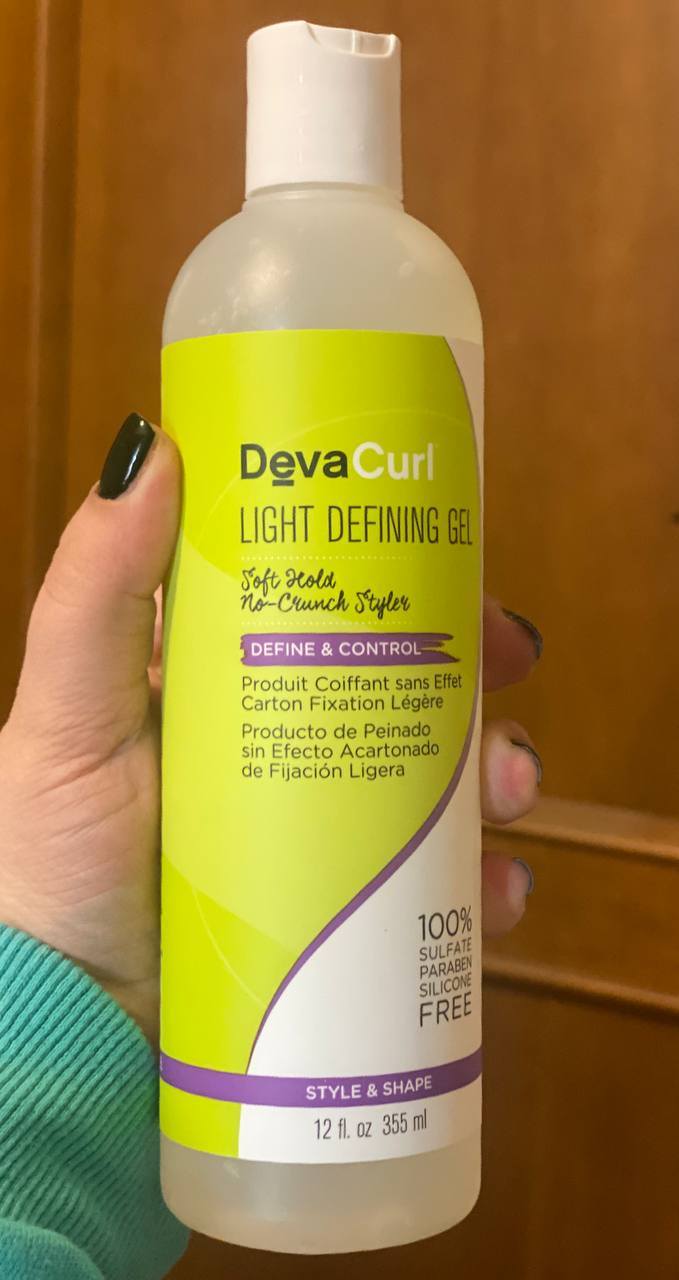 DevaCurl
LIGHT DEFINING GEL
Soft Hold
No-Crunch Styler
DEFINE & CONTROL
Produit Coiffant sans Effet
Carton Fixation Légère
Producto de Peinado
sin Efecto Acartonado
de Fijación Ligera
100%
SULFATE
PARABEN
SILICONE
FREE
STYLE & SHAPE
12 fl. oz 355 ml